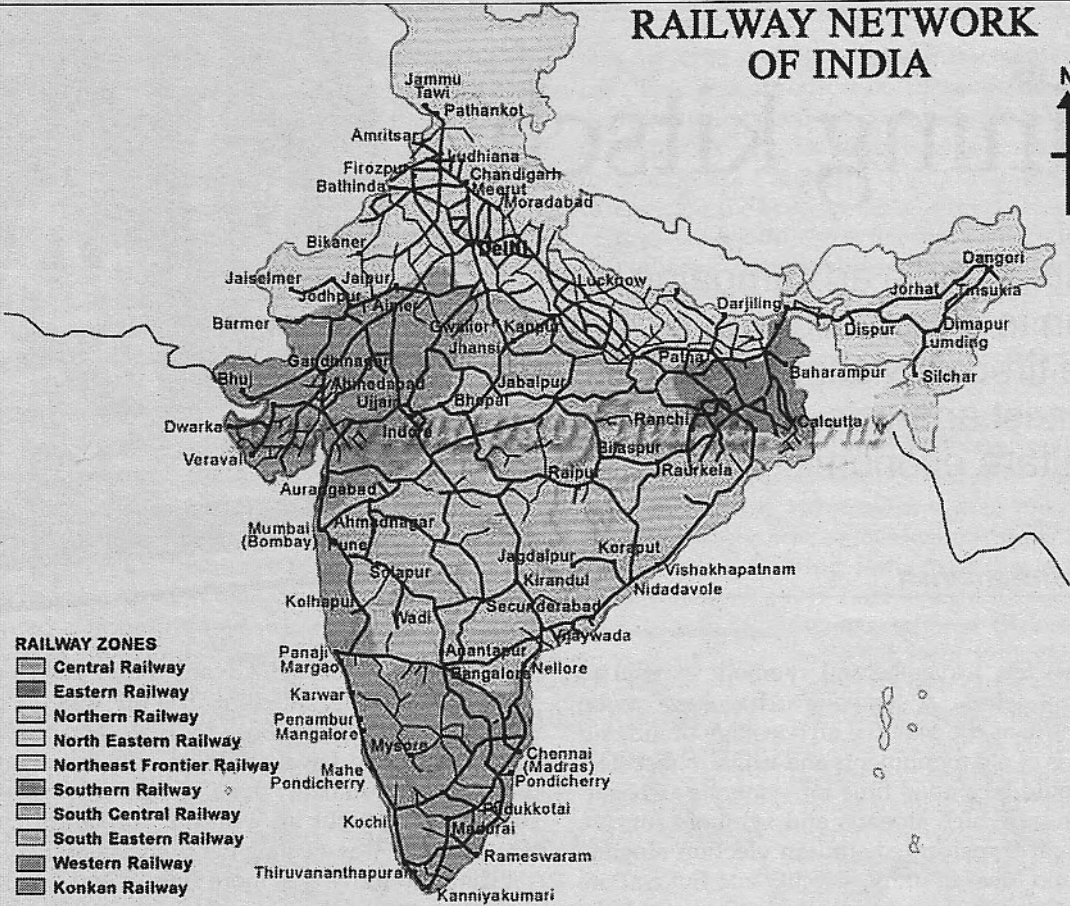 RAILWAY NETWORK
OF INDIA
N
Jammu
Tawi
Pathankot
Amritsar
Ludhiana
Firozpur
Chandigarh
Bathinda
Meerut
Moradabad
Bikaner
Delhi
Jaiselmer
Jaipur
Lucknow
Dangori
Jodhpur
Ajmer
Darjiling
Jorhat
Tinsukia
Barmer
Gwalior
Kanpur
Dispur
Dimapur
Jhansi
Lumding
Gandhinagar
Patna
Baharampur
Silchar
Bhuj
Ahmedabad
Jabalpur
Ujjain
Bhopal
Ranchi
Calcutta
Dwarka
Indore
Bilaspur
Veraval
Raipur
Raurkela
Aurangabad
Mumbai
(Bombay)
Ahmadnagar
Pune
Jagdalpur
Koraput
Solapur
Kirandul
Vishakhapatnam
Nidadavole
Kolhapur
Wadi
Secunderabad
Vijaywada
Panaji
Margao
Anantapur
Bangalore
Nellore
Karwar
Penambur
Mangalore
Mysore
Chennai
(Madras)
Mahe
Pondicherry
Pondicherry
Pudukkotai
Kochi
Madurai
Rameswaram
Thiruvananthapuram
Kanniyakumari
RAILWAY ZONES
Central Railway
Eastern Railway
Northern Railway
North Eastern Railway
Northeast Frontier Railway
Southern Railway
South Central Railway
South Eastern Railway
Western Railway
Konkan Railway